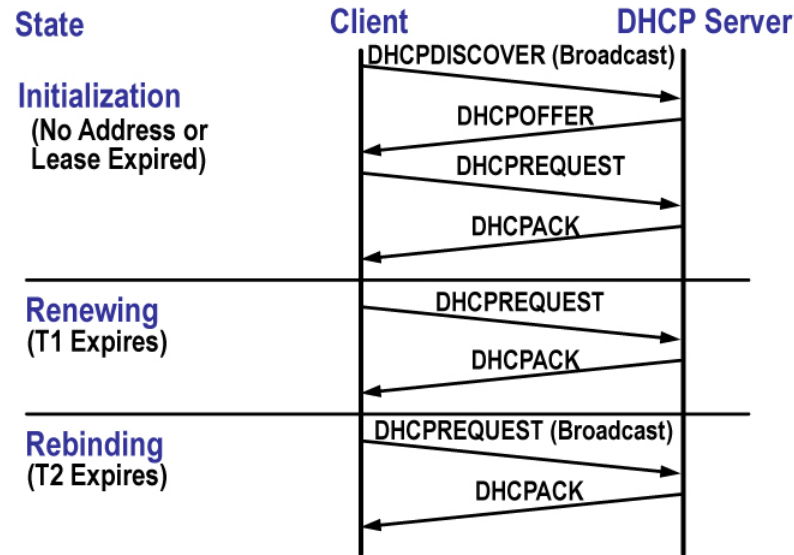 State
Client
DHCP Server
DHCPDISCOVER (Broadcast)
Initialization
(No Address or
Lease Expired)
DHCPOFFER
DHCPREQUEST
DHCPACK
Renewing
(T1 Expires)
DHCPREQUEST
DHCPACK
Rebinding
(T2 Expires)
DHCPREQUEST (Broadcast)
DHCPACK